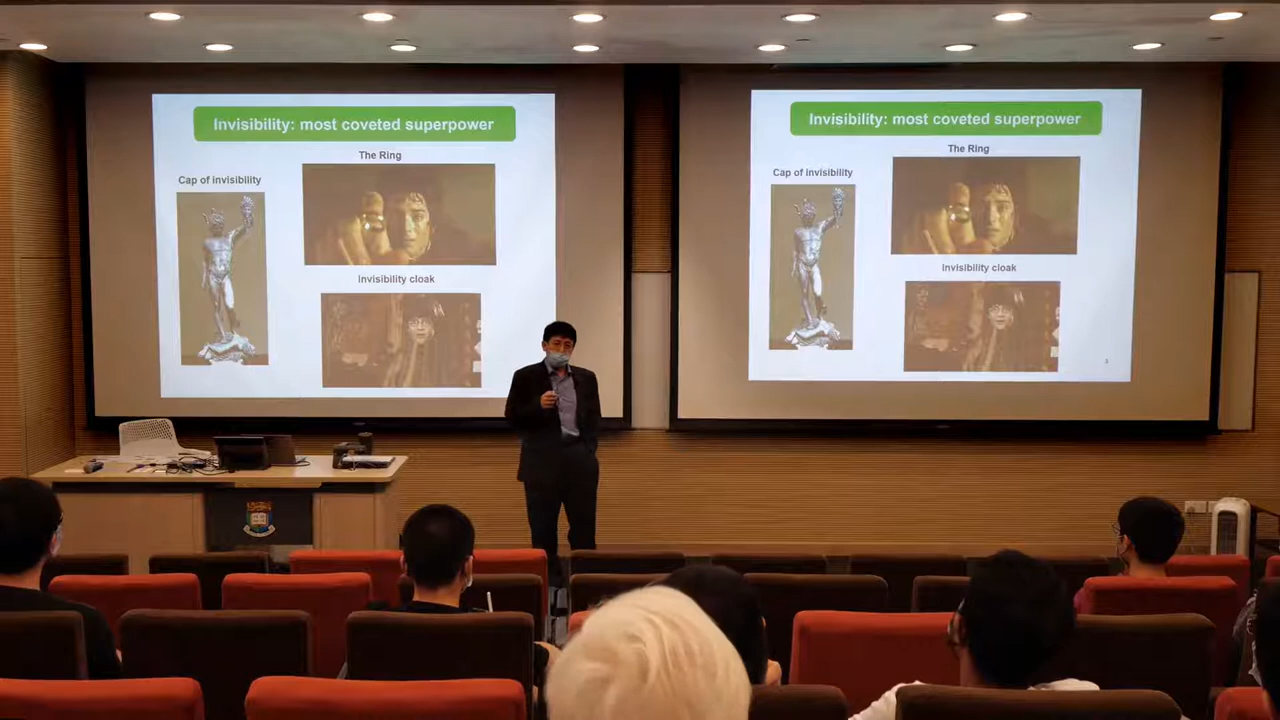 Invisibility: most coveted superpower
The Ring
Cap of invisibility
Invisibility cloak
Invisibility: most coveted superpower
The Ring
Cap of invisibility
Invisibility cloak